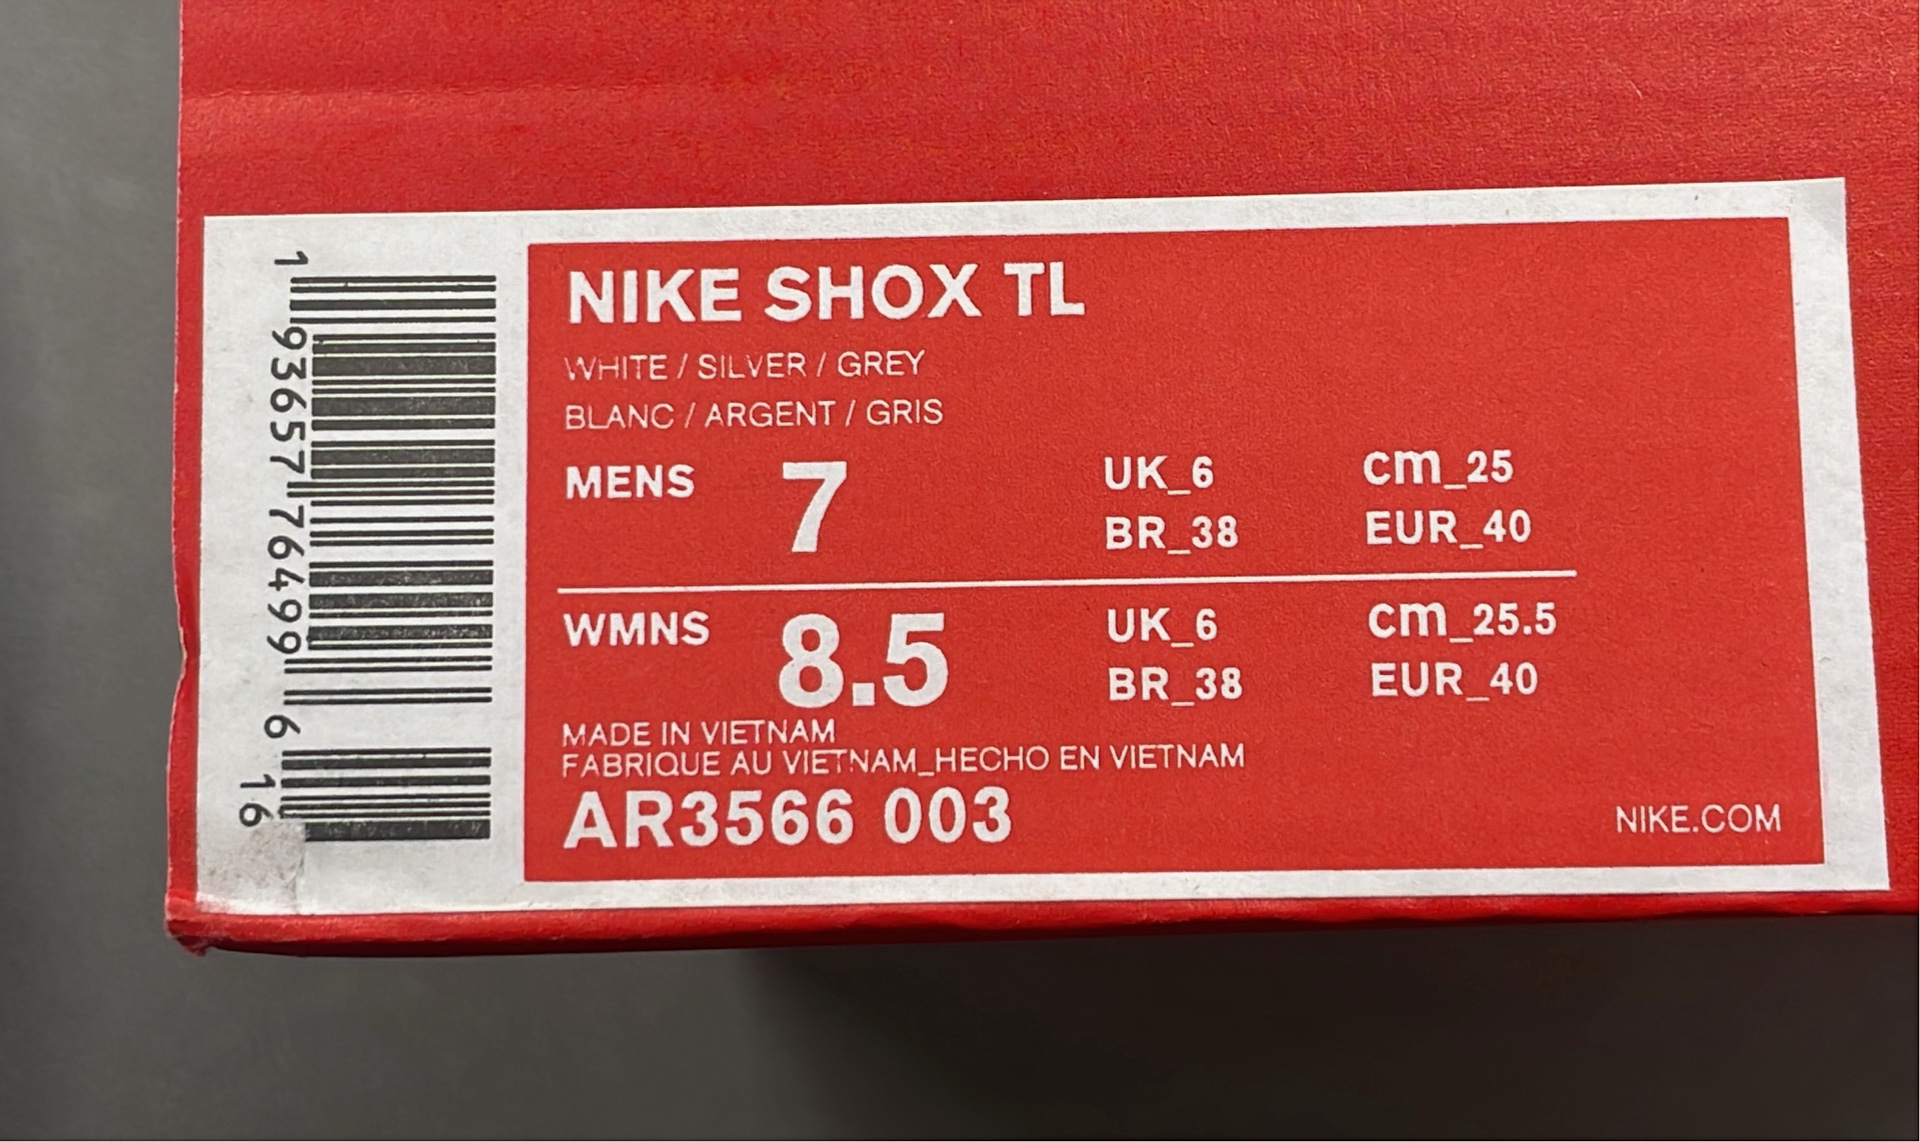 NIKE SHOX TL
WHITE / SILVER / GREY
BLANC / ARGENT / GRIS
MENS 7 UK_6 cm_25
BR_38 EUR_40
WMNS 8.5 UK_6 cm_25.5
BR_38 EUR_40
MADE IN VIETNAM
FABRIQUE AU VIETNAM_HECHO EN VIETNAM
AR3566 003
NIKE.COM
1 93657 76499 6 16